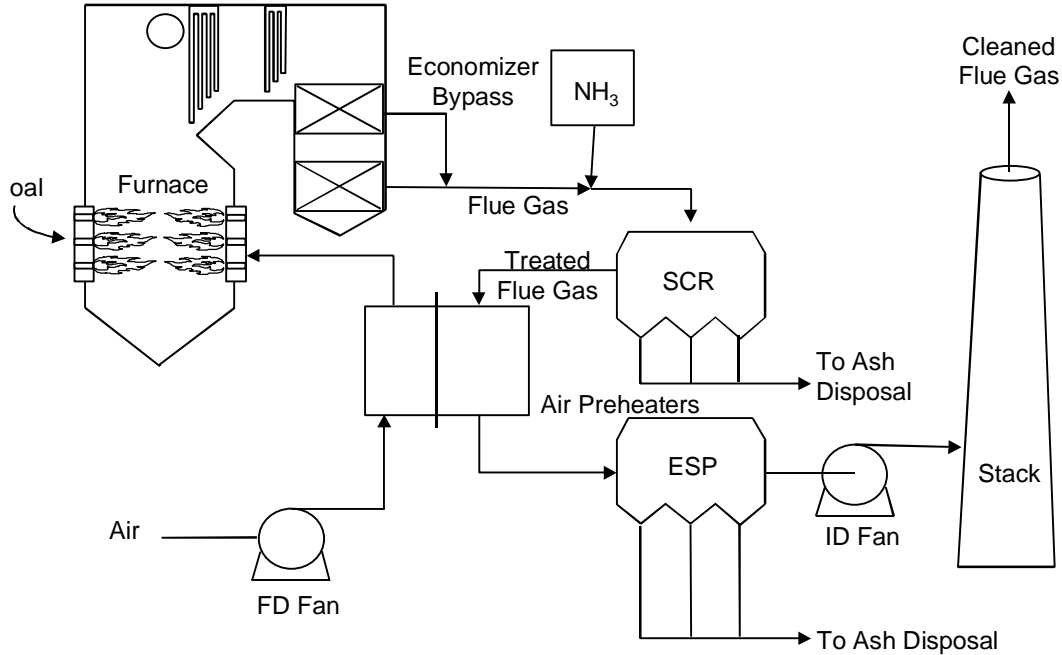 Cleaned
Flue Gas
Economizer
Bypass
NH₃
oal
Furnace
Flue Gas
Treated
Flue Gas
SCR
To Ash
Disposal
Air Preheaters
ESP
Stack
Air
ID Fan
FD Fan
To Ash Disposal